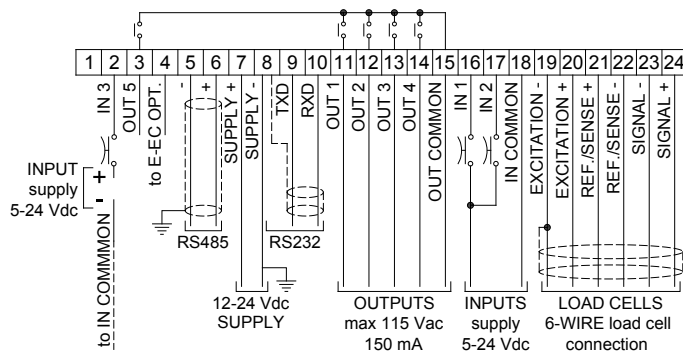 1 2 3 4 5 6 7 8 9 10 11 12 13 14 15 16 17 18 19 20 21 22 23 24
IN 3
OUT 5
to E-EC OPT.
-
+
SUPPLY +
SUPPLY -
TXD
RXD
OUT 1
OUT 2
OUT 3
OUT 4
OUT COMMON
IN 1
IN 2
IN COMMON
EXCITATION -
EXCITATION +
REF./SENSE +
REF./SENSE -
SIGNAL -
SIGNAL +
INPUT
supply
5-24 Vdc
+
-
to IN COMMMON
RS485
RS232
12-24 Vdc
SUPPLY
OUTPUTS
max 115 Vac
150 mA
INPUTS
supply
5-24 Vdc
LOAD CELLS
6-WIRE load cell
connection